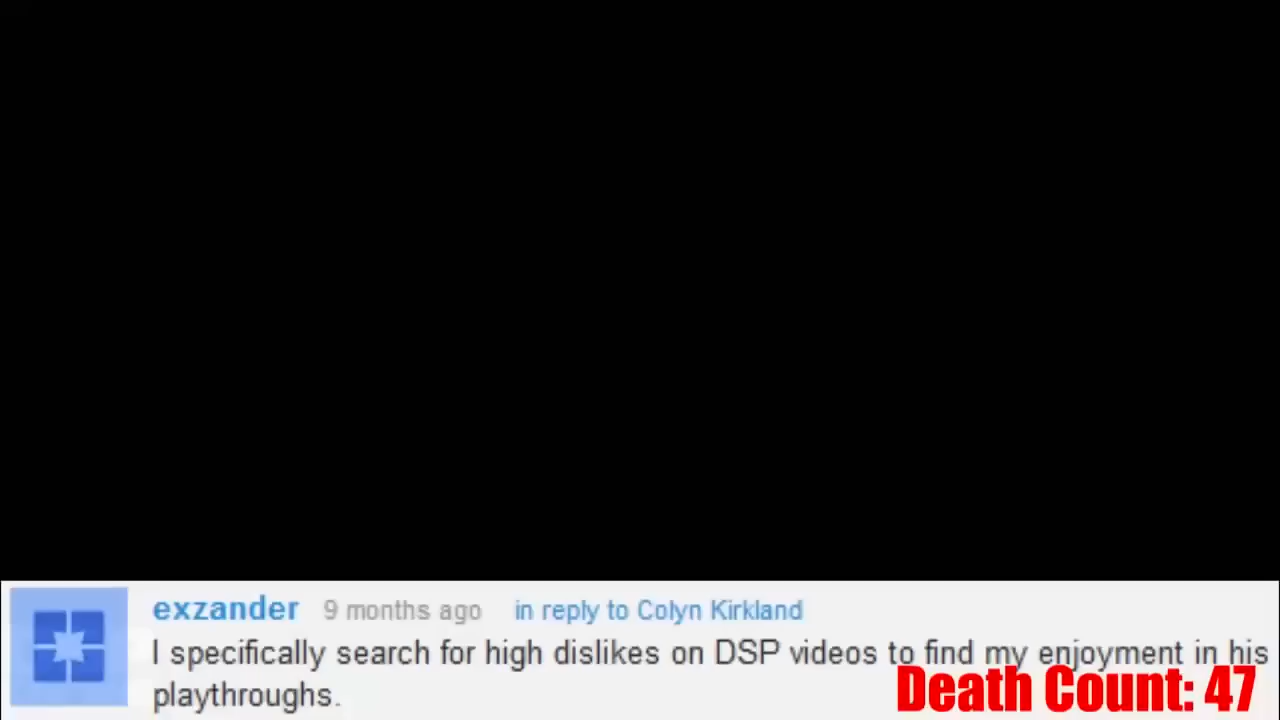 exzander 9 months ago in reply to Colyn Kirkland
I specifically search for high dislikes on DSP videos to find my enjoyment in his
playthroughs.
Death Count: 47